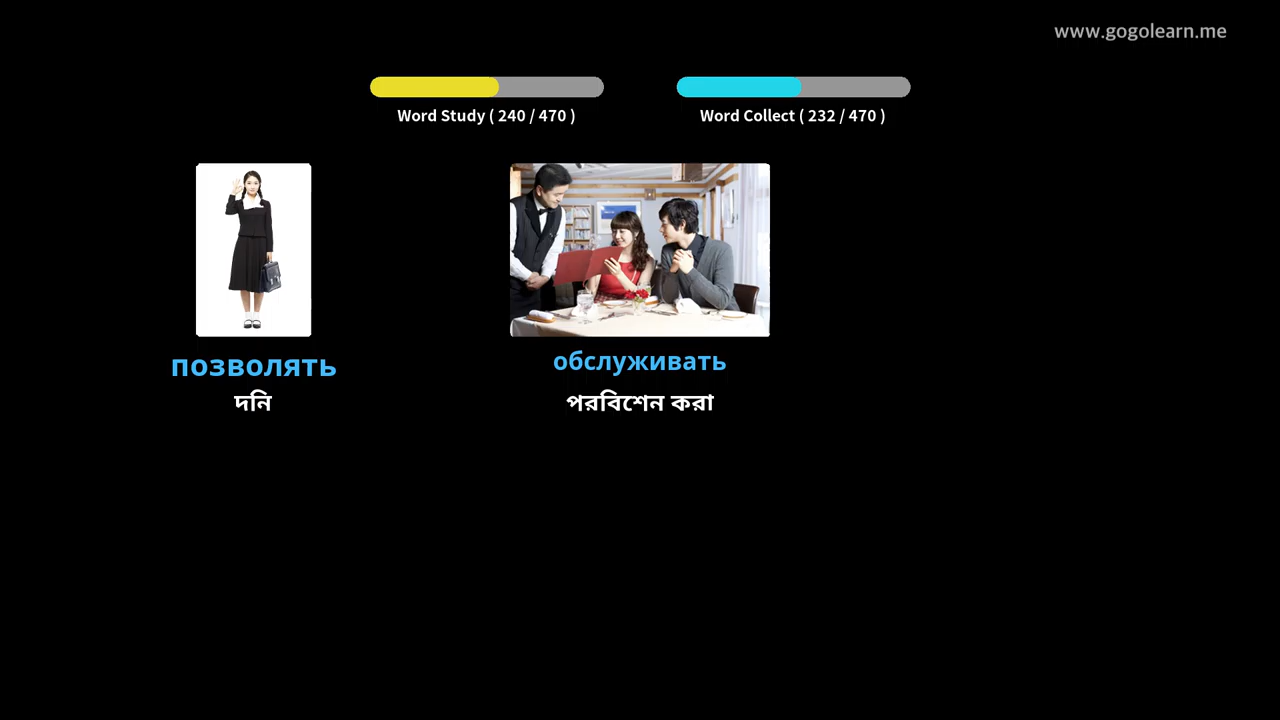 www.gogolearn.me
Word Study ( 240 / 470 )
Word Collect ( 232 / 470 )
позволять
обслуживать
দনি
পরবিশেন করা